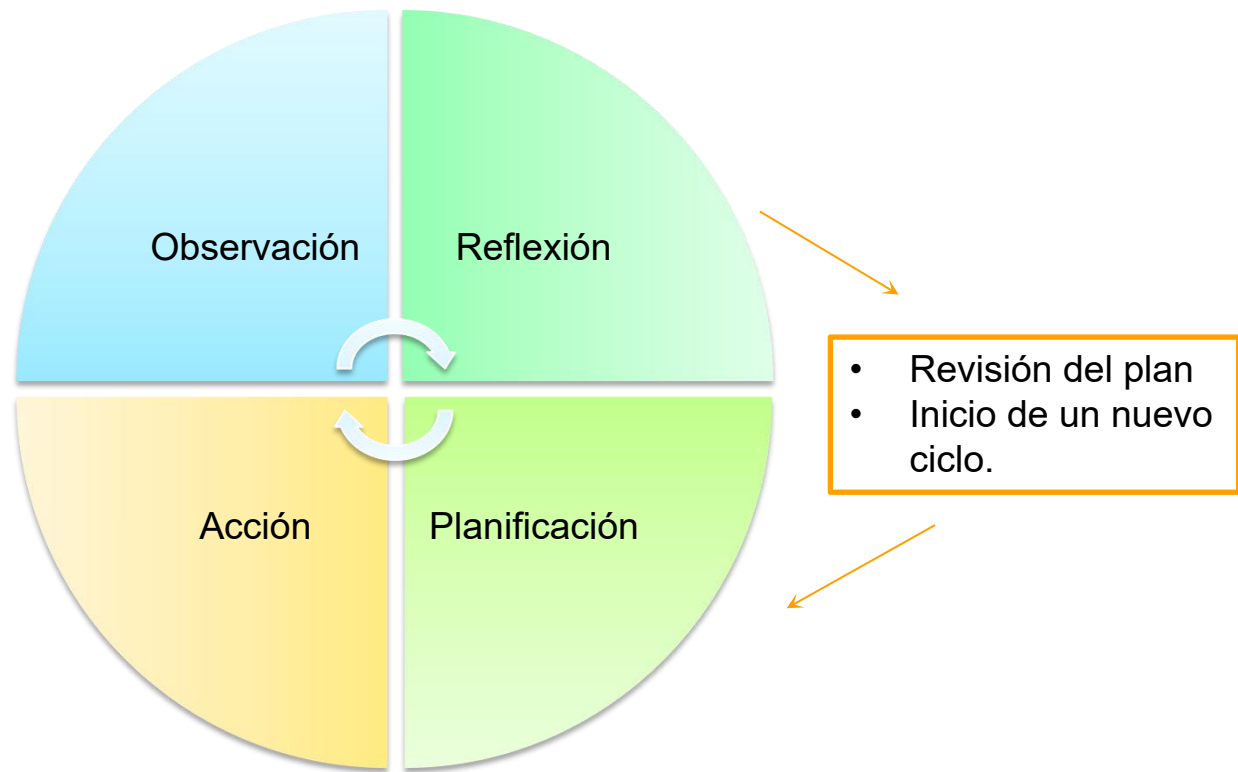 Observación
Reflexión
• Revisión del plan
• Inicio de un nuevo
ciclo.
Acción
Planificación